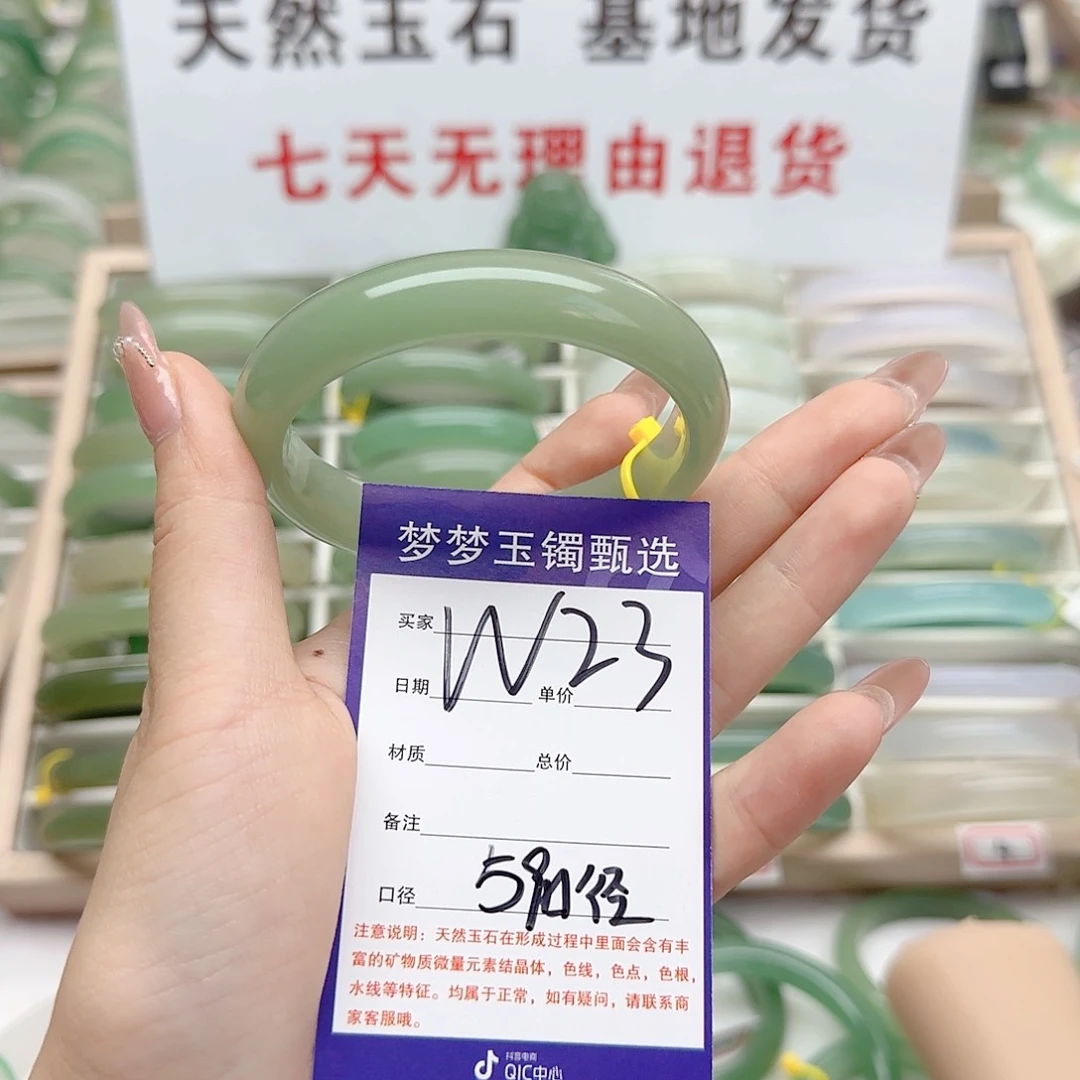 天然玉石 基地发货
七天无理由退货
梦梦玉镯甄选
买家
W23
日期 单价
材质 总价
备注
口径 59口径
注意说明：天然玉石在形成过程中里面会含有丰
富的矿物质微量元素结晶体，色线，色点，色根，
水线等特征。均属于正常，如有疑问，请联系商
家客服哦。
抖音电商
QIC中心